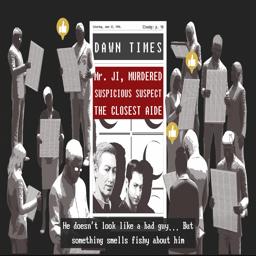 DAWN TIMES
Mr. JI, MURDERED
SUSPICIOUS SUSPECT
THE CLOSEST AIDE
He doesn't look like a bad guy... But
something smells fishy about him